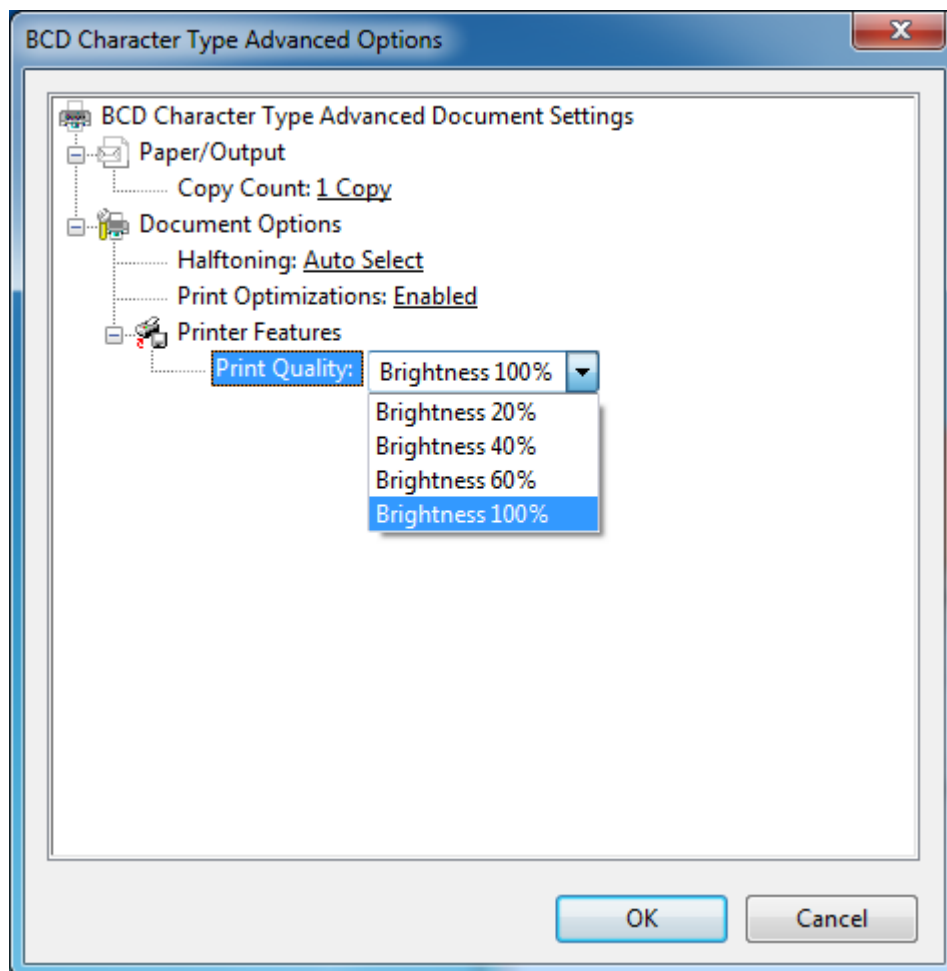 BCD Character Type Advanced Options
BCD Character Type Advanced Document Settings
Paper/Output
Copy Count: 1 Copy
Document Options
Halftoning: Auto Select
Print Optimizations: Enabled
Printer Features
Print Quality: Brightness 100%
Brightness 20%
Brightness 40%
Brightness 60%
Brightness 100%
OK Cancel